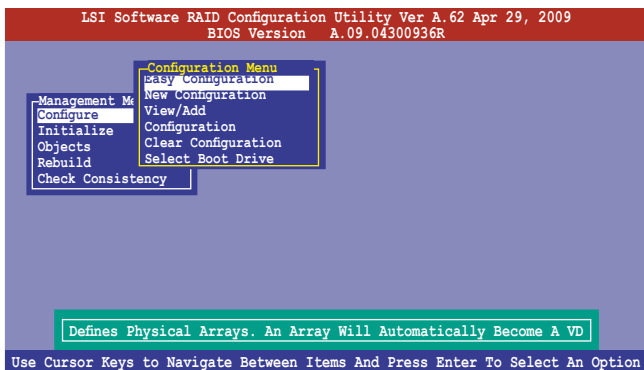 LSI Software RAID Configuration Utility Ver A.62 Apr 29, 2009
BIOS Version A.09.04300936R
Configuration Menu
Easy Configuration
New Configuration
View/Add
Configuration
Clear Configuration
Select Boot Drive
Management Me
Configure
Initialize
Objects
Rebuild
Check Consistency
Defines Physical Arrays. An Array Will Automatically Become A VD
Use Cursor Keys to Navigate Between Items And Press Enter To Select An Option